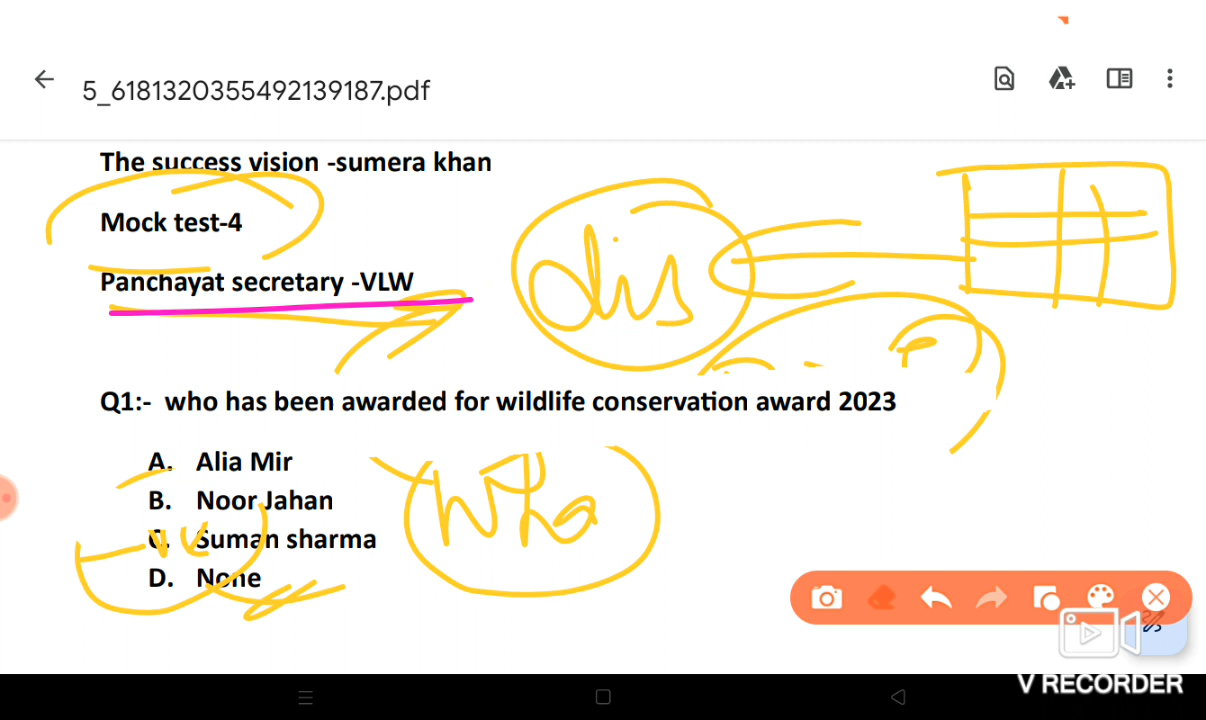 5_6181320355492139187.pdf
The success vision -sumera khan
Mock test-4
Panchayat secretary -VLW
dis
Q1:- who has been awarded for wildlife conservation award 2023
A. Alia Mir
B. Noor Jahan
C. Suman sharma
D. None
V RECORDER